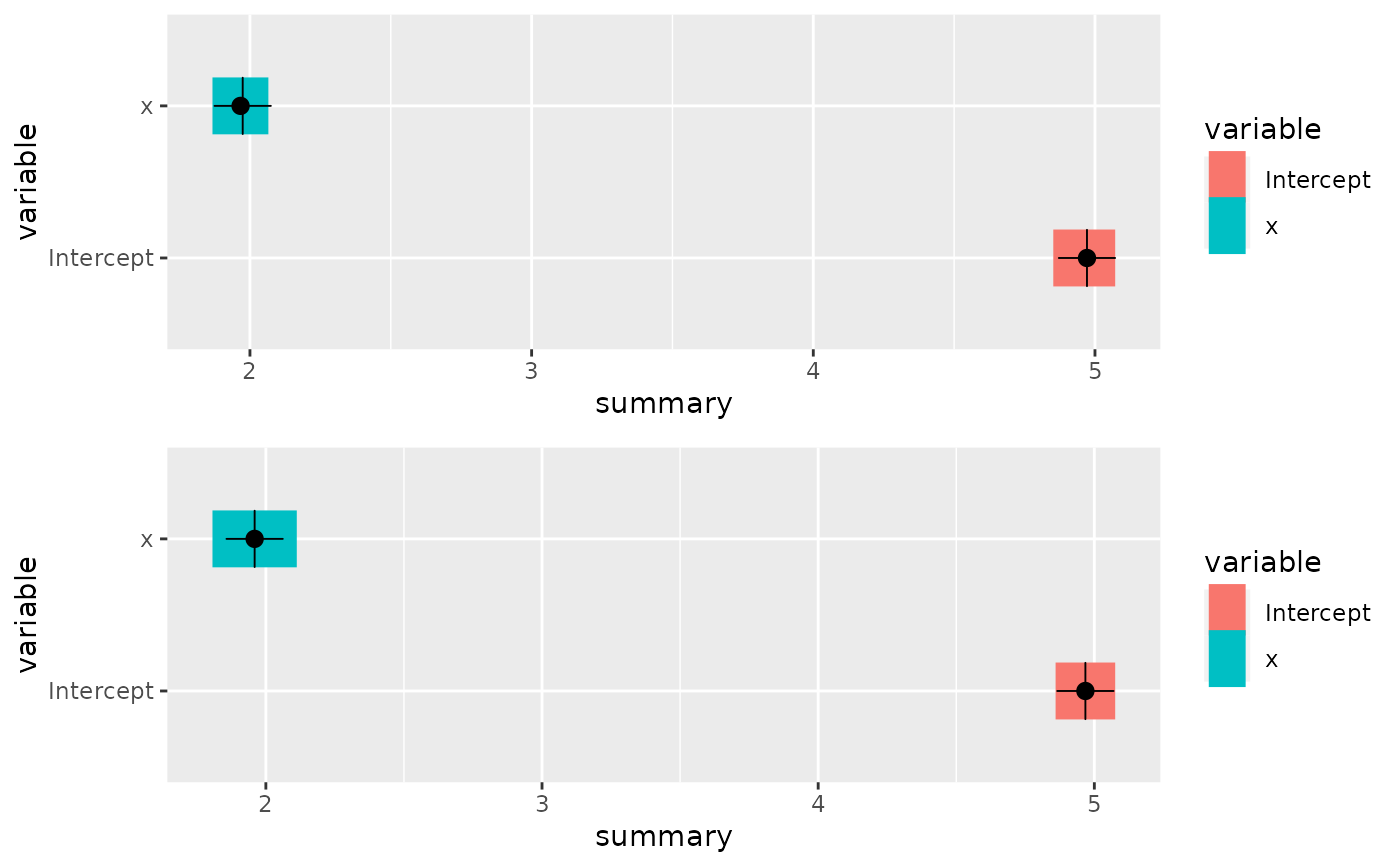 variable
x
Intercept
2 3 4 5
summary
variable
Intercept
x
variable
x
Intercept
2 3 4 5
summary
variable
Intercept
x